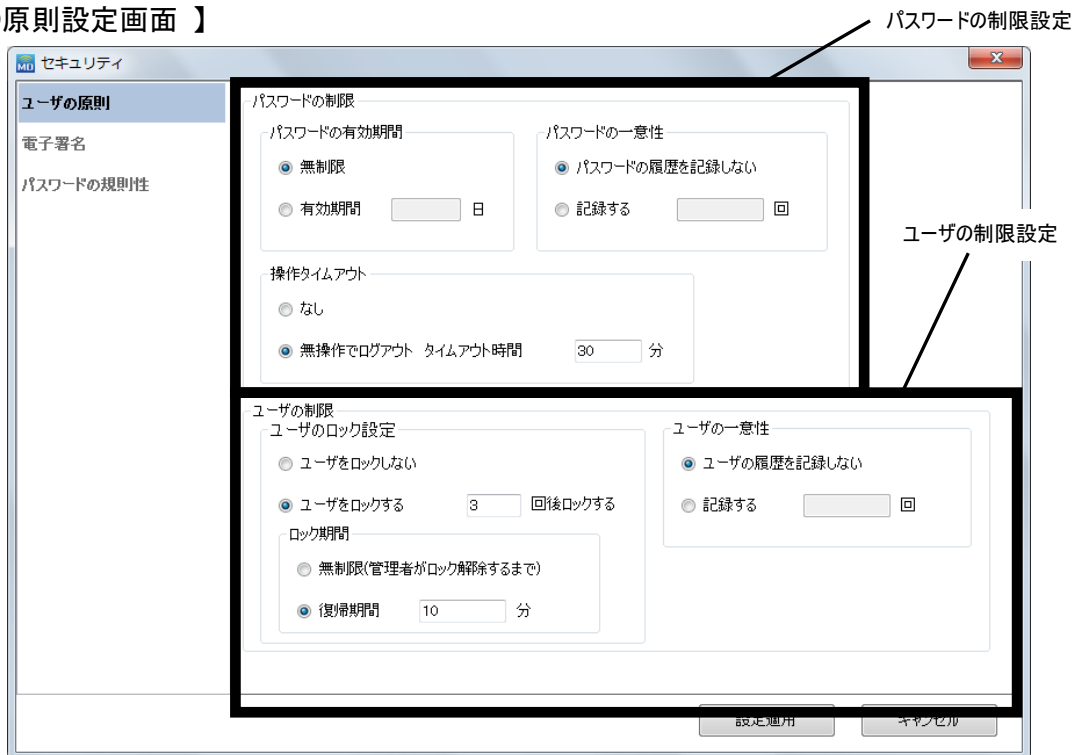 原則設定画面 】
パスワードの制限設定
MD セキュリティ
ユーザの原則
電子署名
パスワードの規則性
パスワードの制限
パスワードの有効期間
無制限
有効期間 日
パスワードの一意性
パスワードの履歴を記録しない
記録する 回
操作タイムアウト
なし
無操作でログアウト タイムアウト時間 30 分
ユーザの制限設定
ユーザの制限
ユーザのロック設定
ユーザをロックしない
ユーザをロックする 3 回後ロックする
ロック期間
無制限(管理者がロック解除するまで)
復帰期間 10 分
ユーザの一意性
ユーザの履歴を記録しない
記録する 回
設定適用
キャンセル